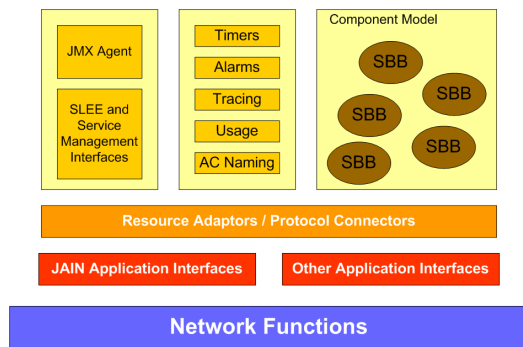 JMX Agent
SLEE and
Service
Management
Interfaces
Timers
Alarms
Tracing
Usage
AC Naming
Component Model
SBB
SBB
SBB
SBB
SBB
Resource Adaptors / Protocol Connectors
JAIN Application Interfaces
Other Application Interfaces
Network Functions